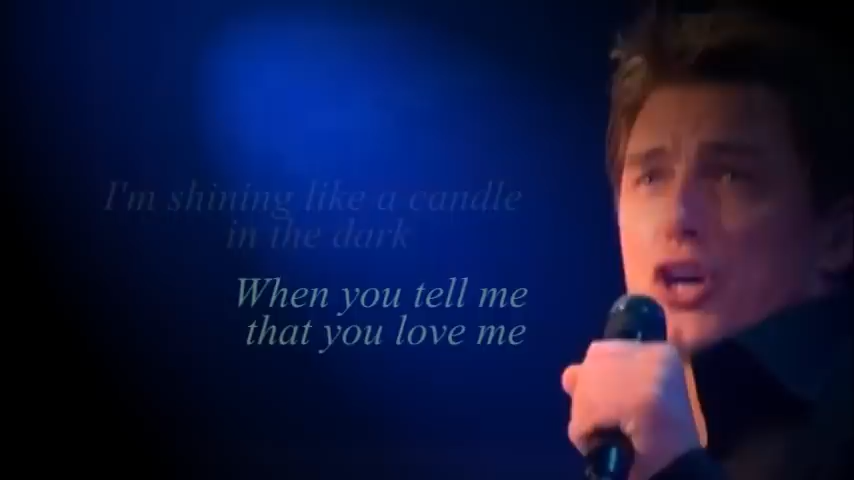 I'm shining like a candle
in the dark
When you tell me
that you love me